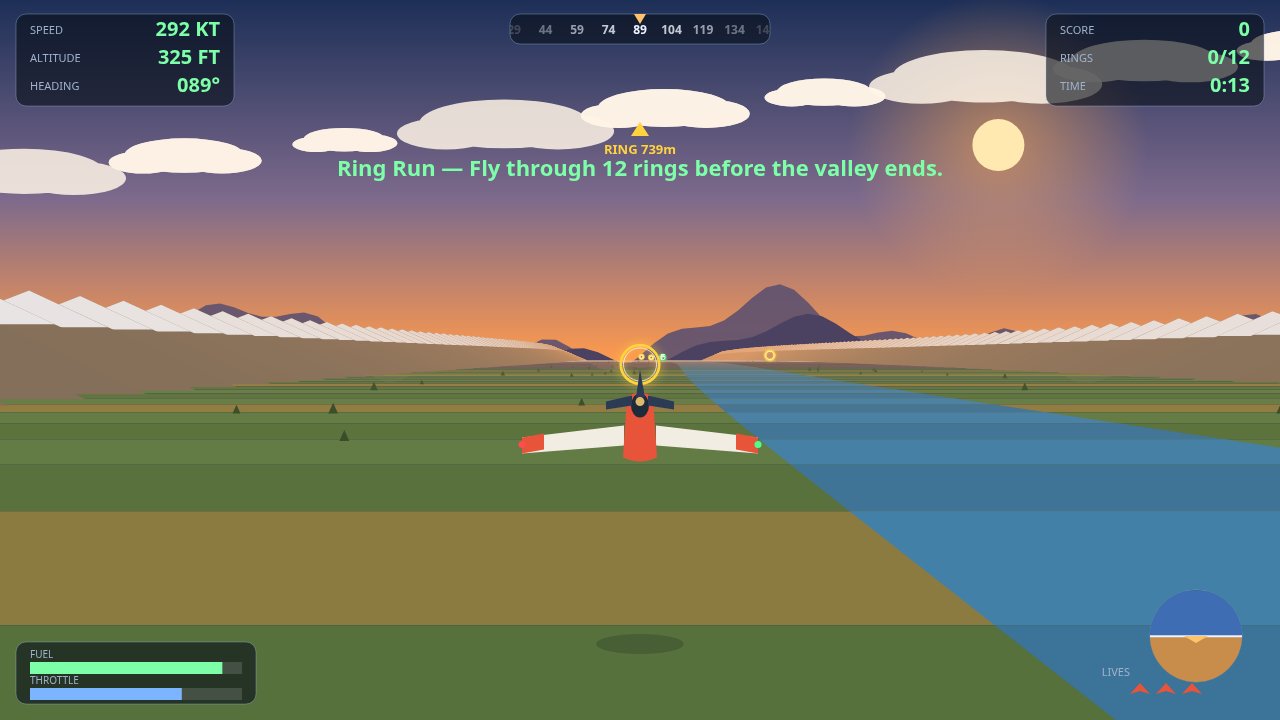 SPEED 292 KT
ALTITUDE 325 FT
HEADING 089°
29 44 59 74 89 104 119 134 14
SCORE 0
RINGS 0/12
TIME 0:13
RING 739m
Ring Run — Fly through 12 rings before the valley ends.
FUEL
THROTTLE
LIVES